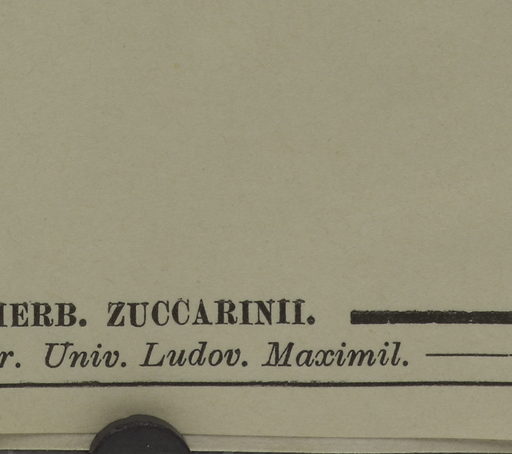 HERB. ZUCCARINII.
r. Univ. Ludov. Maximil.